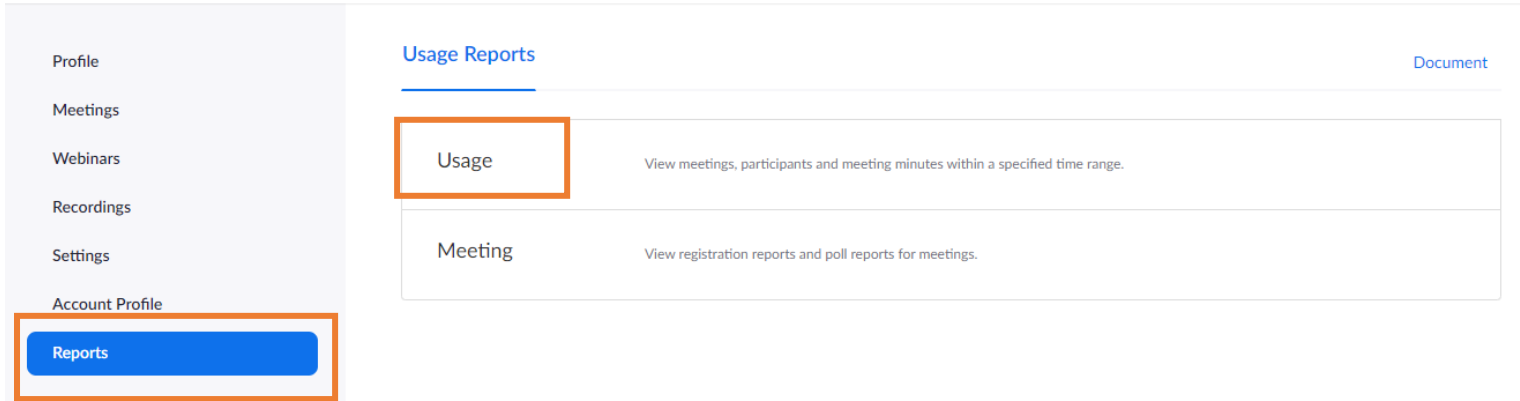 Profile
Meetings
Webinars
Recordings
Settings
Account Profile
Reports
Usage Reports
Document
Usage
View meetings, participants and meeting minutes within a specified time range.
Meeting
View registration reports and poll reports for meetings.